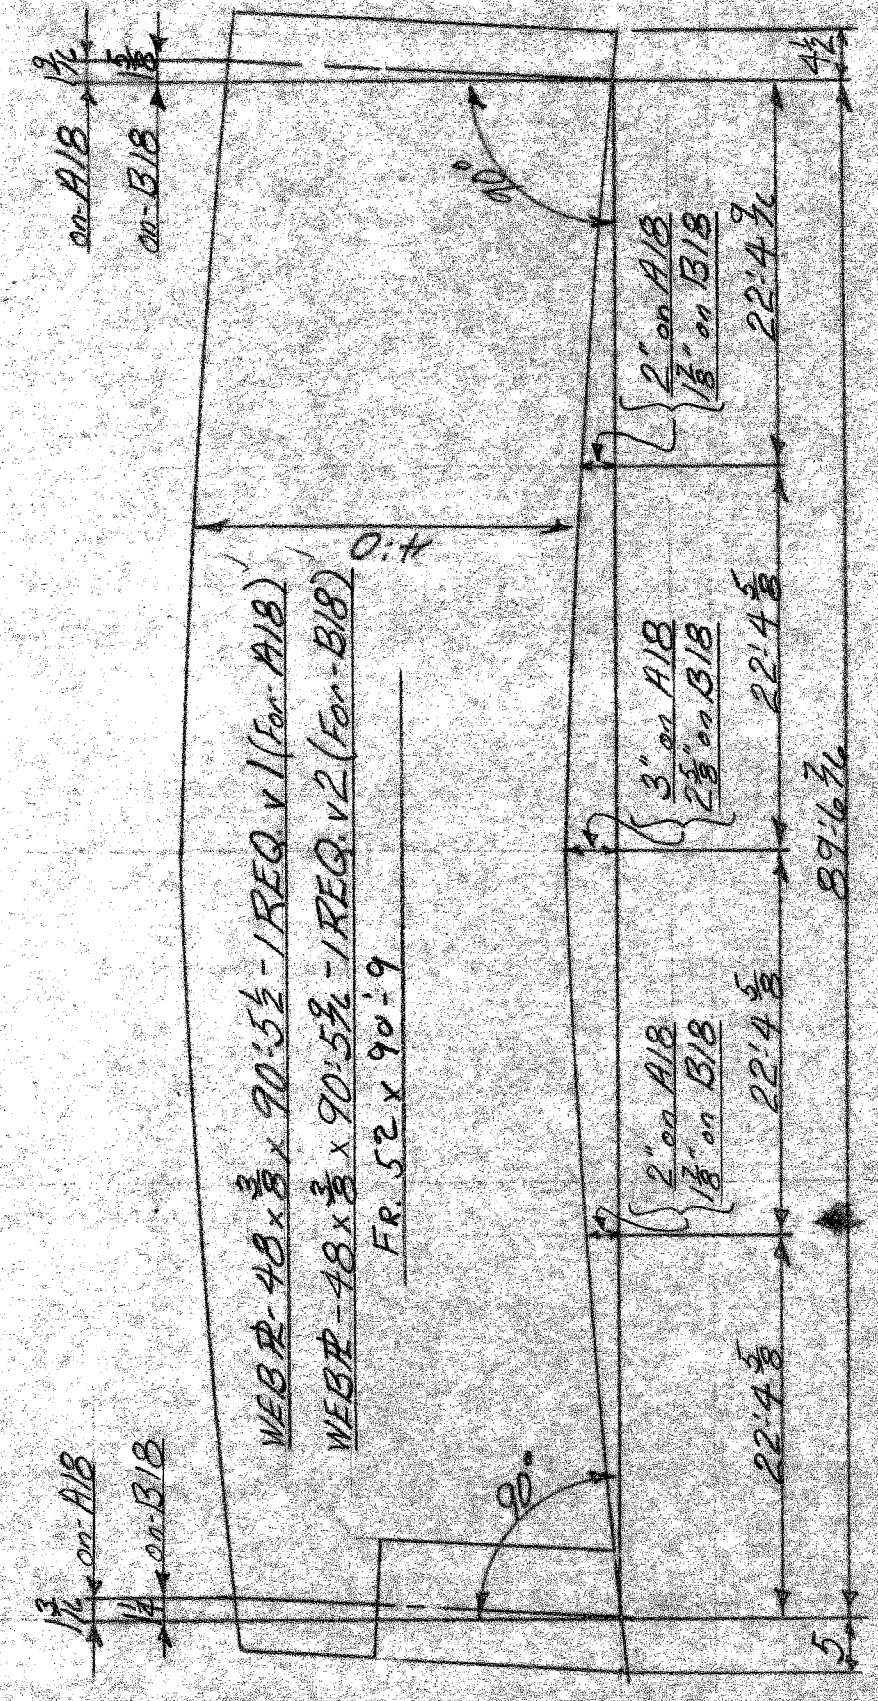 1 3/16
on-A18
1 1/4
on-B18
1 9/16
on-A18
1 5/8
on-B18
WEB PL-48 x 3/8 x 90'-5 1/2 - 1 REQ. v1 (For-A18)
WEB PL-48 x 3/8 x 90'-5 9/16 - 1 REQ. v2 (For-B18)
FR. 52 x 90'-9
4'-0
90°
90°
2" on A18
1 7/8" on B18
3" on A18
2 5/8" on B18
2" on A18
1 7/8" on B18
22'-4 5/8
22'-4 5/8
22'-4 5/8
22'-4 9/16
5
89'-6 7/16
4 1/2